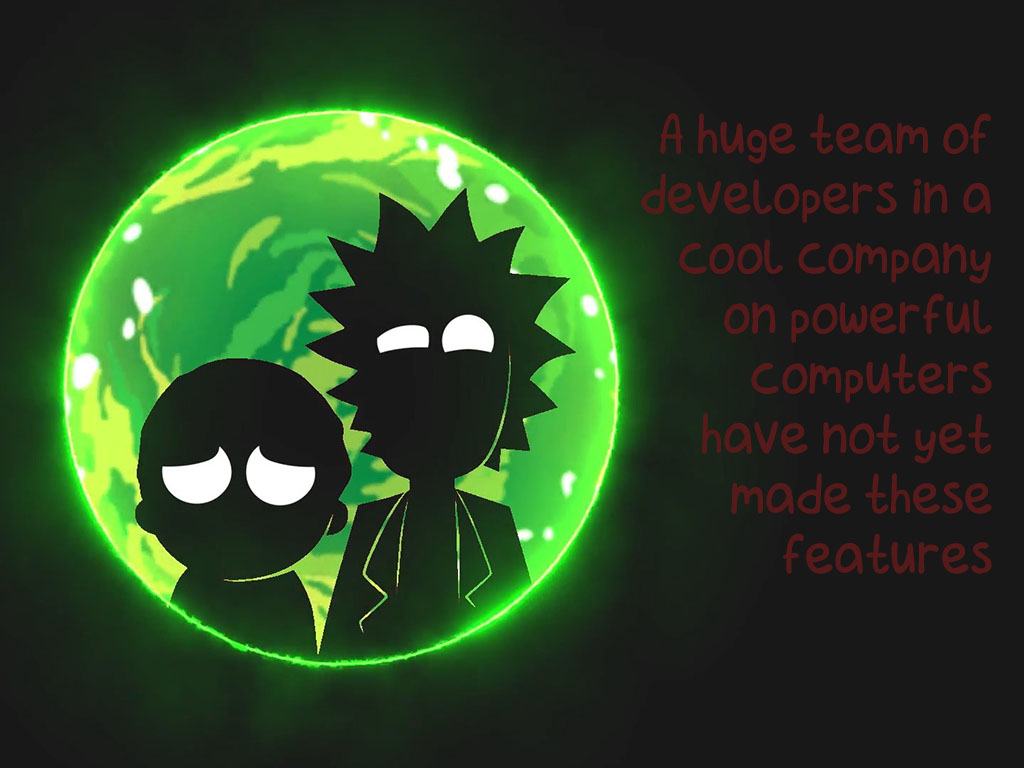 A huge team of
developers in a
cool company
on powerful
computers
have not yet
made these
features